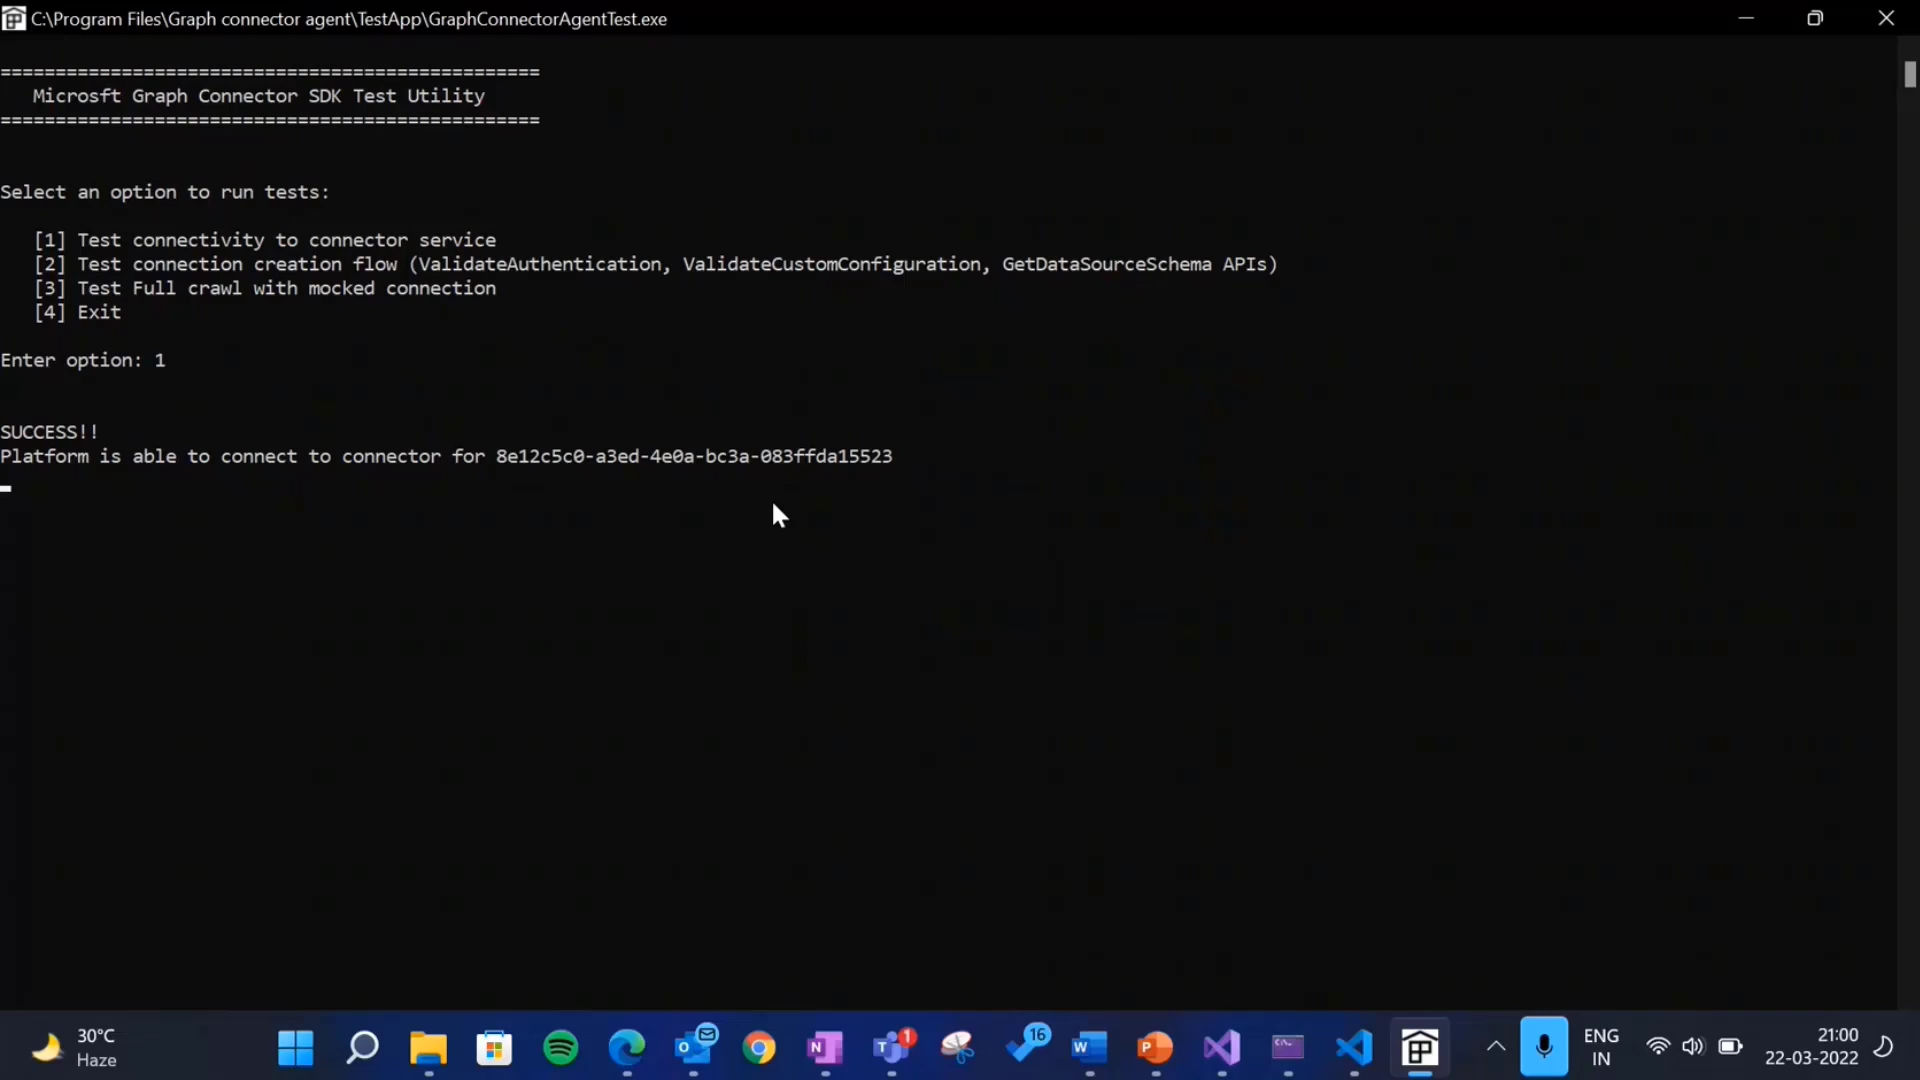 C:\Program Files\Graph connector agent\TestApp\GraphConnectorAgentTest.exe
=================================================
Microsft Graph Connector SDK Test Utility
=================================================
Select an option to run tests:
[1] Test connectivity to connector service
[2] Test connection creation flow (ValidateAuthentication, ValidateCustomConfiguration, GetDataSourceSchema APIs)
[3] Test Full crawl with mocked connection
[4] Exit
Enter option: 1
SUCCESS!!
Platform is able to connect to connector for 8e12c5c0-a3ed-4e0a-bc3a-083ffda15523
30°C
Haze
16
1
ENG
IN
21:00
22-03-2022